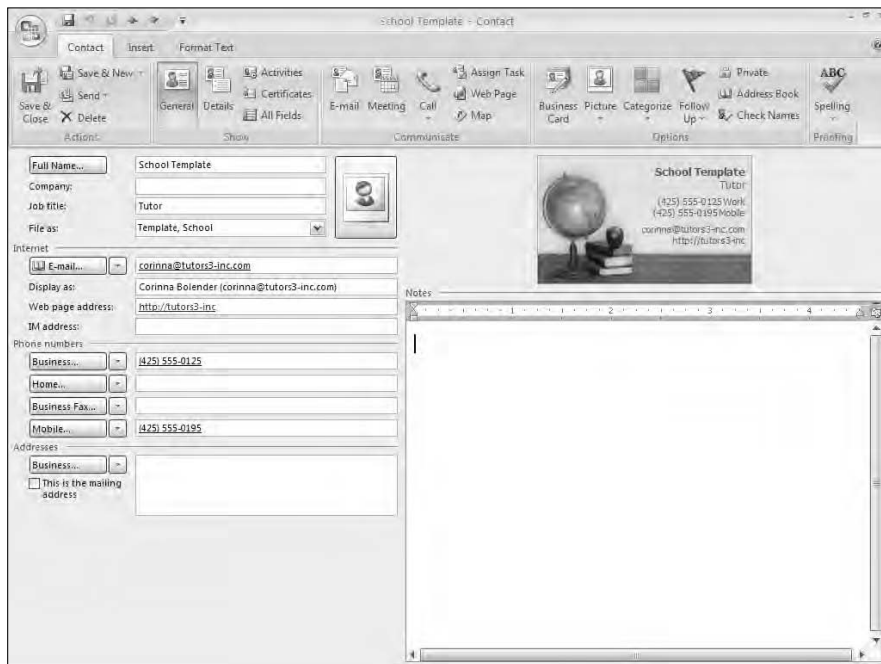 School Template - Contact
Contact Insert Format Text
Save & Close
Save & New
Send
Delete
Actions
General
Details
Activities
Certificates
All Fields
Show
E-mail
Meeting
Call
Assign Task
Web Page
Map
Communicate
Business Card
Picture
Categorize
Follow Up
Private
Address Book
Check Names
Options
ABC
Spelling
Proofing
Full Name... School Template
Company:
Job title: Tutor
File as: Template, School
Internet
E-mail... corinna@tutors3-inc.com
Display as: Corinna Bolender (corinna@tutors3-inc.com)
Web page address: http://tutors3-inc
IM address:
Phone numbers
Business... (425) 555-0125
Home...
Business Fax...
Mobile... (425) 555-0195
Addresses
Business...
This is the mailing
address
School Template
Tutor
(425) 555-0125 Work
(425) 555-0195 Mobile
corinna@tutors3-inc.com
http://tutors3-inc
Notes
1 2 3 4